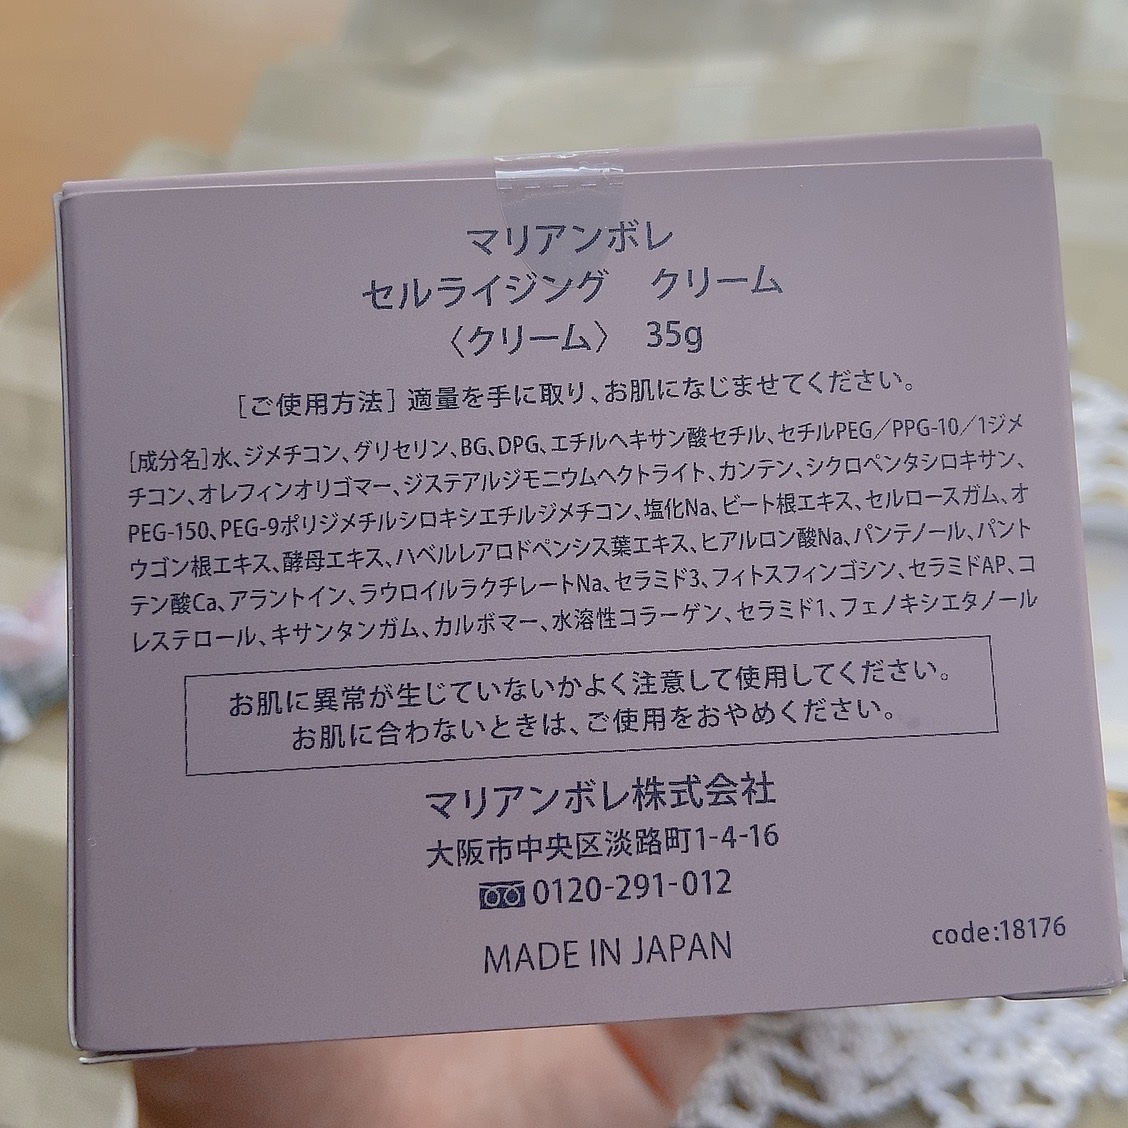 マリアンボレ
セルライジング　クリーム
〈クリーム〉　35g
[ご使用方法] 適量を手に取り、お肌になじませてください。
[成分名]水、ジメチコン、グリセリン、BG、DPG、エチルヘキサン酸セチル、セチルPEG／PPG-10／1ジメ
チコン、オレフィンオリゴマー、ジステアルジモニウムヘクトライト、カンテン、シクロペンタシロキサン、
PEG-150、PEG-9ポリジメチルシロキシエチルジメチコン、塩化Na、ビート根エキス、セルロースガム、オ
ウゴン根エキス、酵母エキス、ハベルレアロドペンシス葉エキス、ヒアルロン酸Na、パンテノール、パント
テン酸Ca、アラントイン、ラウロイルラクチレートNa、セラミド3、フィトスフィンゴシン、セラミドAP、コ
レステロール、キサンタンガム、カルボマー、水溶性コラーゲン、セラミド1、フェノキシエタノール
お肌に異常が生じていないかよく注意して使用してください。
お肌に合わないときは、ご使用をおやめください。
マリアンボレ株式会社
大阪市中央区淡路町1-4-16
0120-291-012
MADE IN JAPAN
code:18176